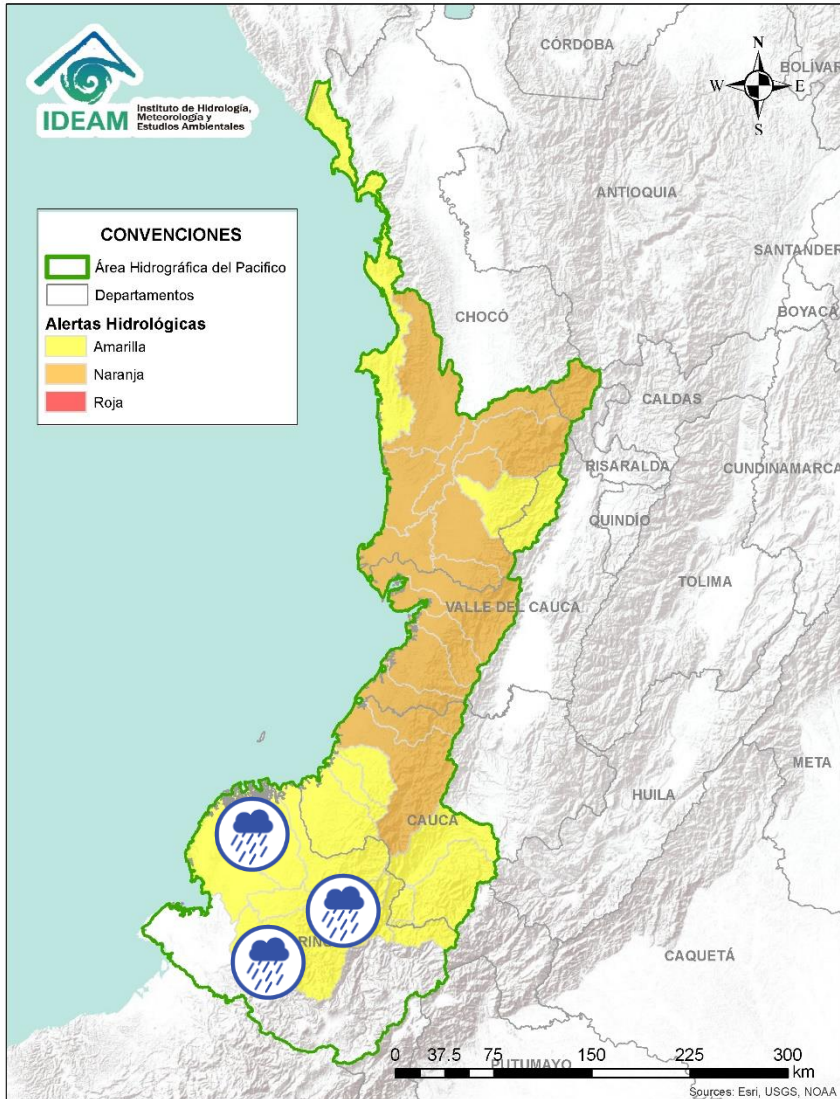 IDEAM
Instituto de Hidrología,
Meteorología y
Estudios Ambientales
N
W
E
S
CONVENCIONES
Área Hidrográfica del Pacifico
Departamentos
Alertas Hidrológicas
Amarilla
Naranja
Roja
CÓRDOBA
BOLÍVAR
ANTIOQUIA
SANTANDER
BOYACÁ
CHOCÓ
CALDAS
RISARALDA
CUNDINAMARCA
QUINDÍO
TOLIMA
VALLE DEL CAUCA
META
HUILA
CAUCA
CAQUETÁ
PUTUMAYO
0 37.5 75 150 225 300
km
Sources: Esri, USGS, NOAA